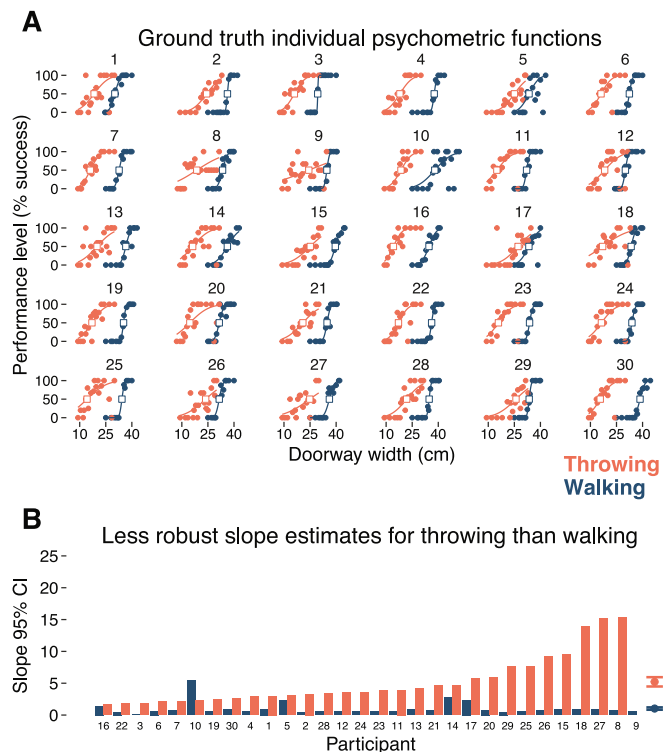 A
Ground truth individual psychometric functions
1 2 3 4 5 6
100
50
0
7 8 9 10 11 12
100
50
0
13 14 15 16 17 18
100
50
0
19 20 21 22 23 24
100
50
0
25 26 27 28 29 30
100
50
0
Performance level (% success)
10 25 40 10 25 40 10 25 40 10 25 40 10 25 40 10 25 40
Doorway width (cm)
Throwing
Walking
B
Less robust slope estimates for throwing than walking
25
20
15
10
5
0
Slope 95% CI
16 22 3 6 7 10 19 30 4 1 5 2 28 12 24 23 11 13 21 14 17 20 29 25 26 15 18 27 8 9
Participant